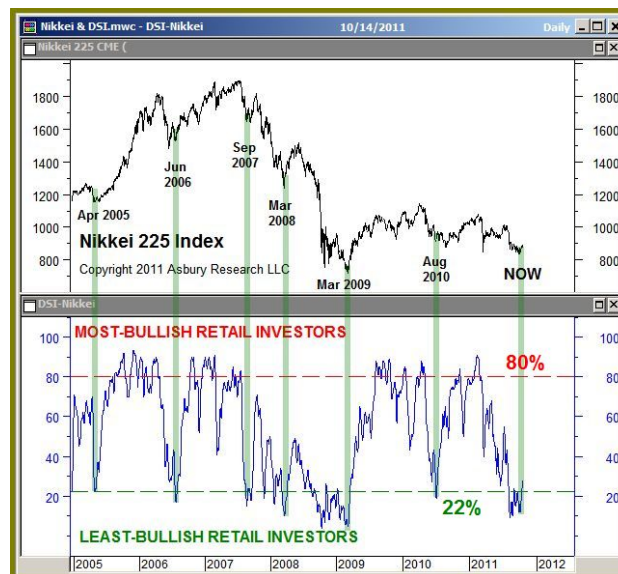 Nikkei & DSI.mwc - DSI-Nikkei 10/14/2011 Daily
Nikkei 225 CME (
1800
1600
1400
1200
1000
800
Apr 2005
Jun
2006
Sep
2007
Mar
2008
Mar 2009
Aug
2010
NOW
Nikkei 225 Index
Copyright 2011 Asbury Research LLC
1800
1600
1400
1200
1000
800
DSI-Nikkei
MOST-BULLISH RETAIL INVESTORS
80%
100
80
60
40
20
22%
LEAST-BULLISH RETAIL INVESTORS
100
80
60
40
20
2005 2006 2007 2008 2009 2010 2011 2012